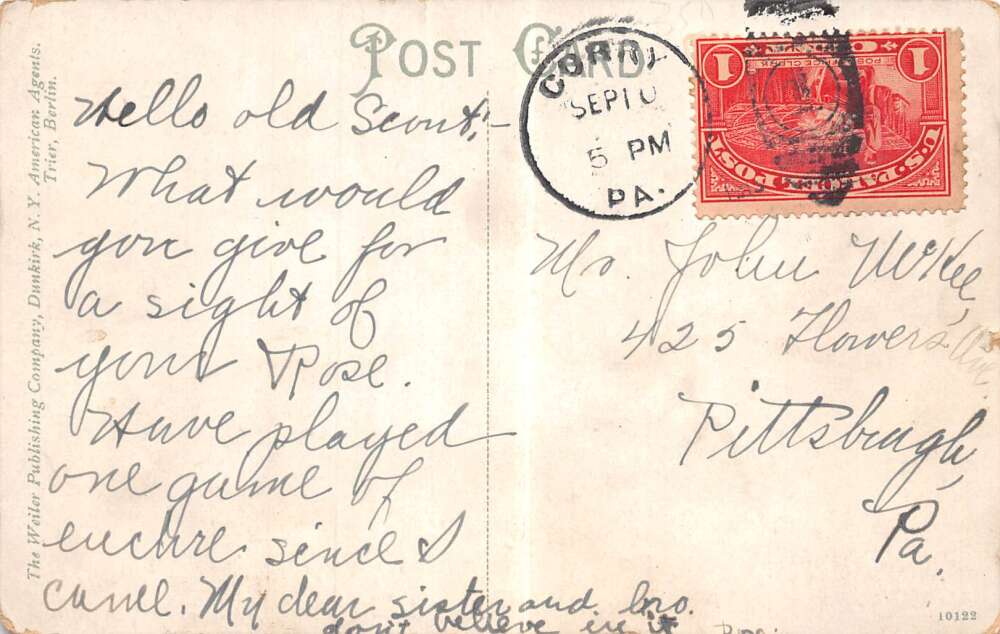 POST CARD
The Weiler Publishing Company, Dunkirk, N. Y. American Agents.
Trier, Berlin.
Hello old Scout,-
What would
you give for
a sight of
your Rose.
Have played
one game of
euchre since I
came. My dear sister and bro.
don't believe in it
CORRY
SEP 10
5 PM
PA.
1 1
POST OFFICE CLERK
U.S. PARCEL POST
Mr. John McKee,
425 Flowers Ave
Pittsburgh,
Pa.
10122